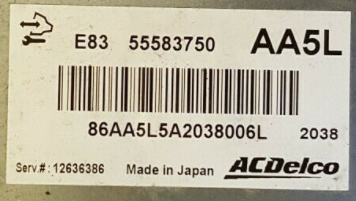 E83 55583750 AA5L
86AA5L5A2038006L 2038
Serv.#: 12636386 Made in Japan ACDelco